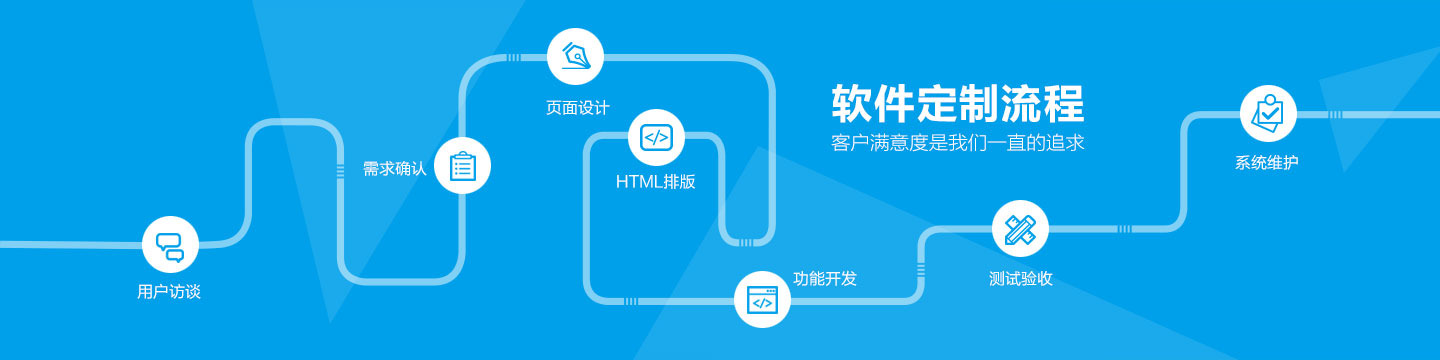 软件定制流程
客户满意度是我们一直的追求
用户访谈
需求确认
页面设计
HTML排版
功能开发
测试验收
系统维护